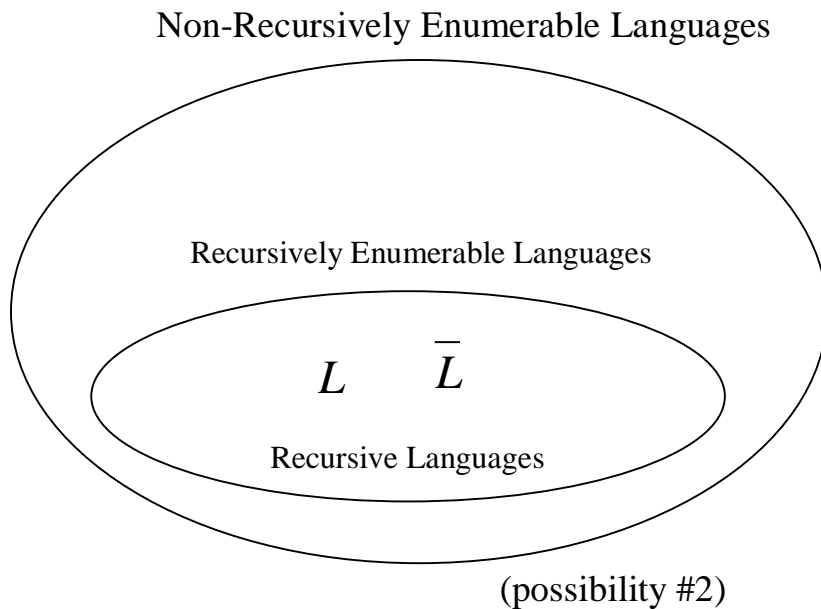 Non-Recursively Enumerable Languages
Recursively Enumerable Languages
L L̅
Recursive Languages
(possibility #2)